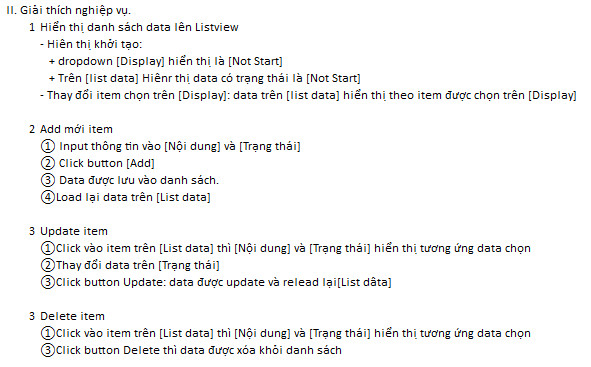 II. Giải thích nghiệp vụ.
1 Hiển thị danh sách data lên Listview
- Hiên thị khởi tạo:
+ dropdown [Display] hiển thị là [Not Start]
+ Trên [list data] Hiênr thị data có trạng thái là [Not Start]
- Thay đổi item chọn trên [Display]: data trên [list data] hiển thị theo item được chọn trên [Display]
2 Add mới item
① Input thông tin vào [Nội dung] và [Trạng thái]
② Click button [Add]
③ Data được lưu vào danh sách.
④Load lại data trên [List data]
3 Update item
①Click vào item trên [List data] thì [Nội dung] và [Trạng thái] hiển thị tương ứng data chọn
②Thay đổi data trên [Trạng thái]
③Click button Update: data được update và relead lại[List dâta]
3 Delete item
①Click vào item trên [List data] thì [Nội dung] và [Trạng thái] hiển thị tương ứng data chọn
③Click button Delete thì data được xóa khỏi danh sách